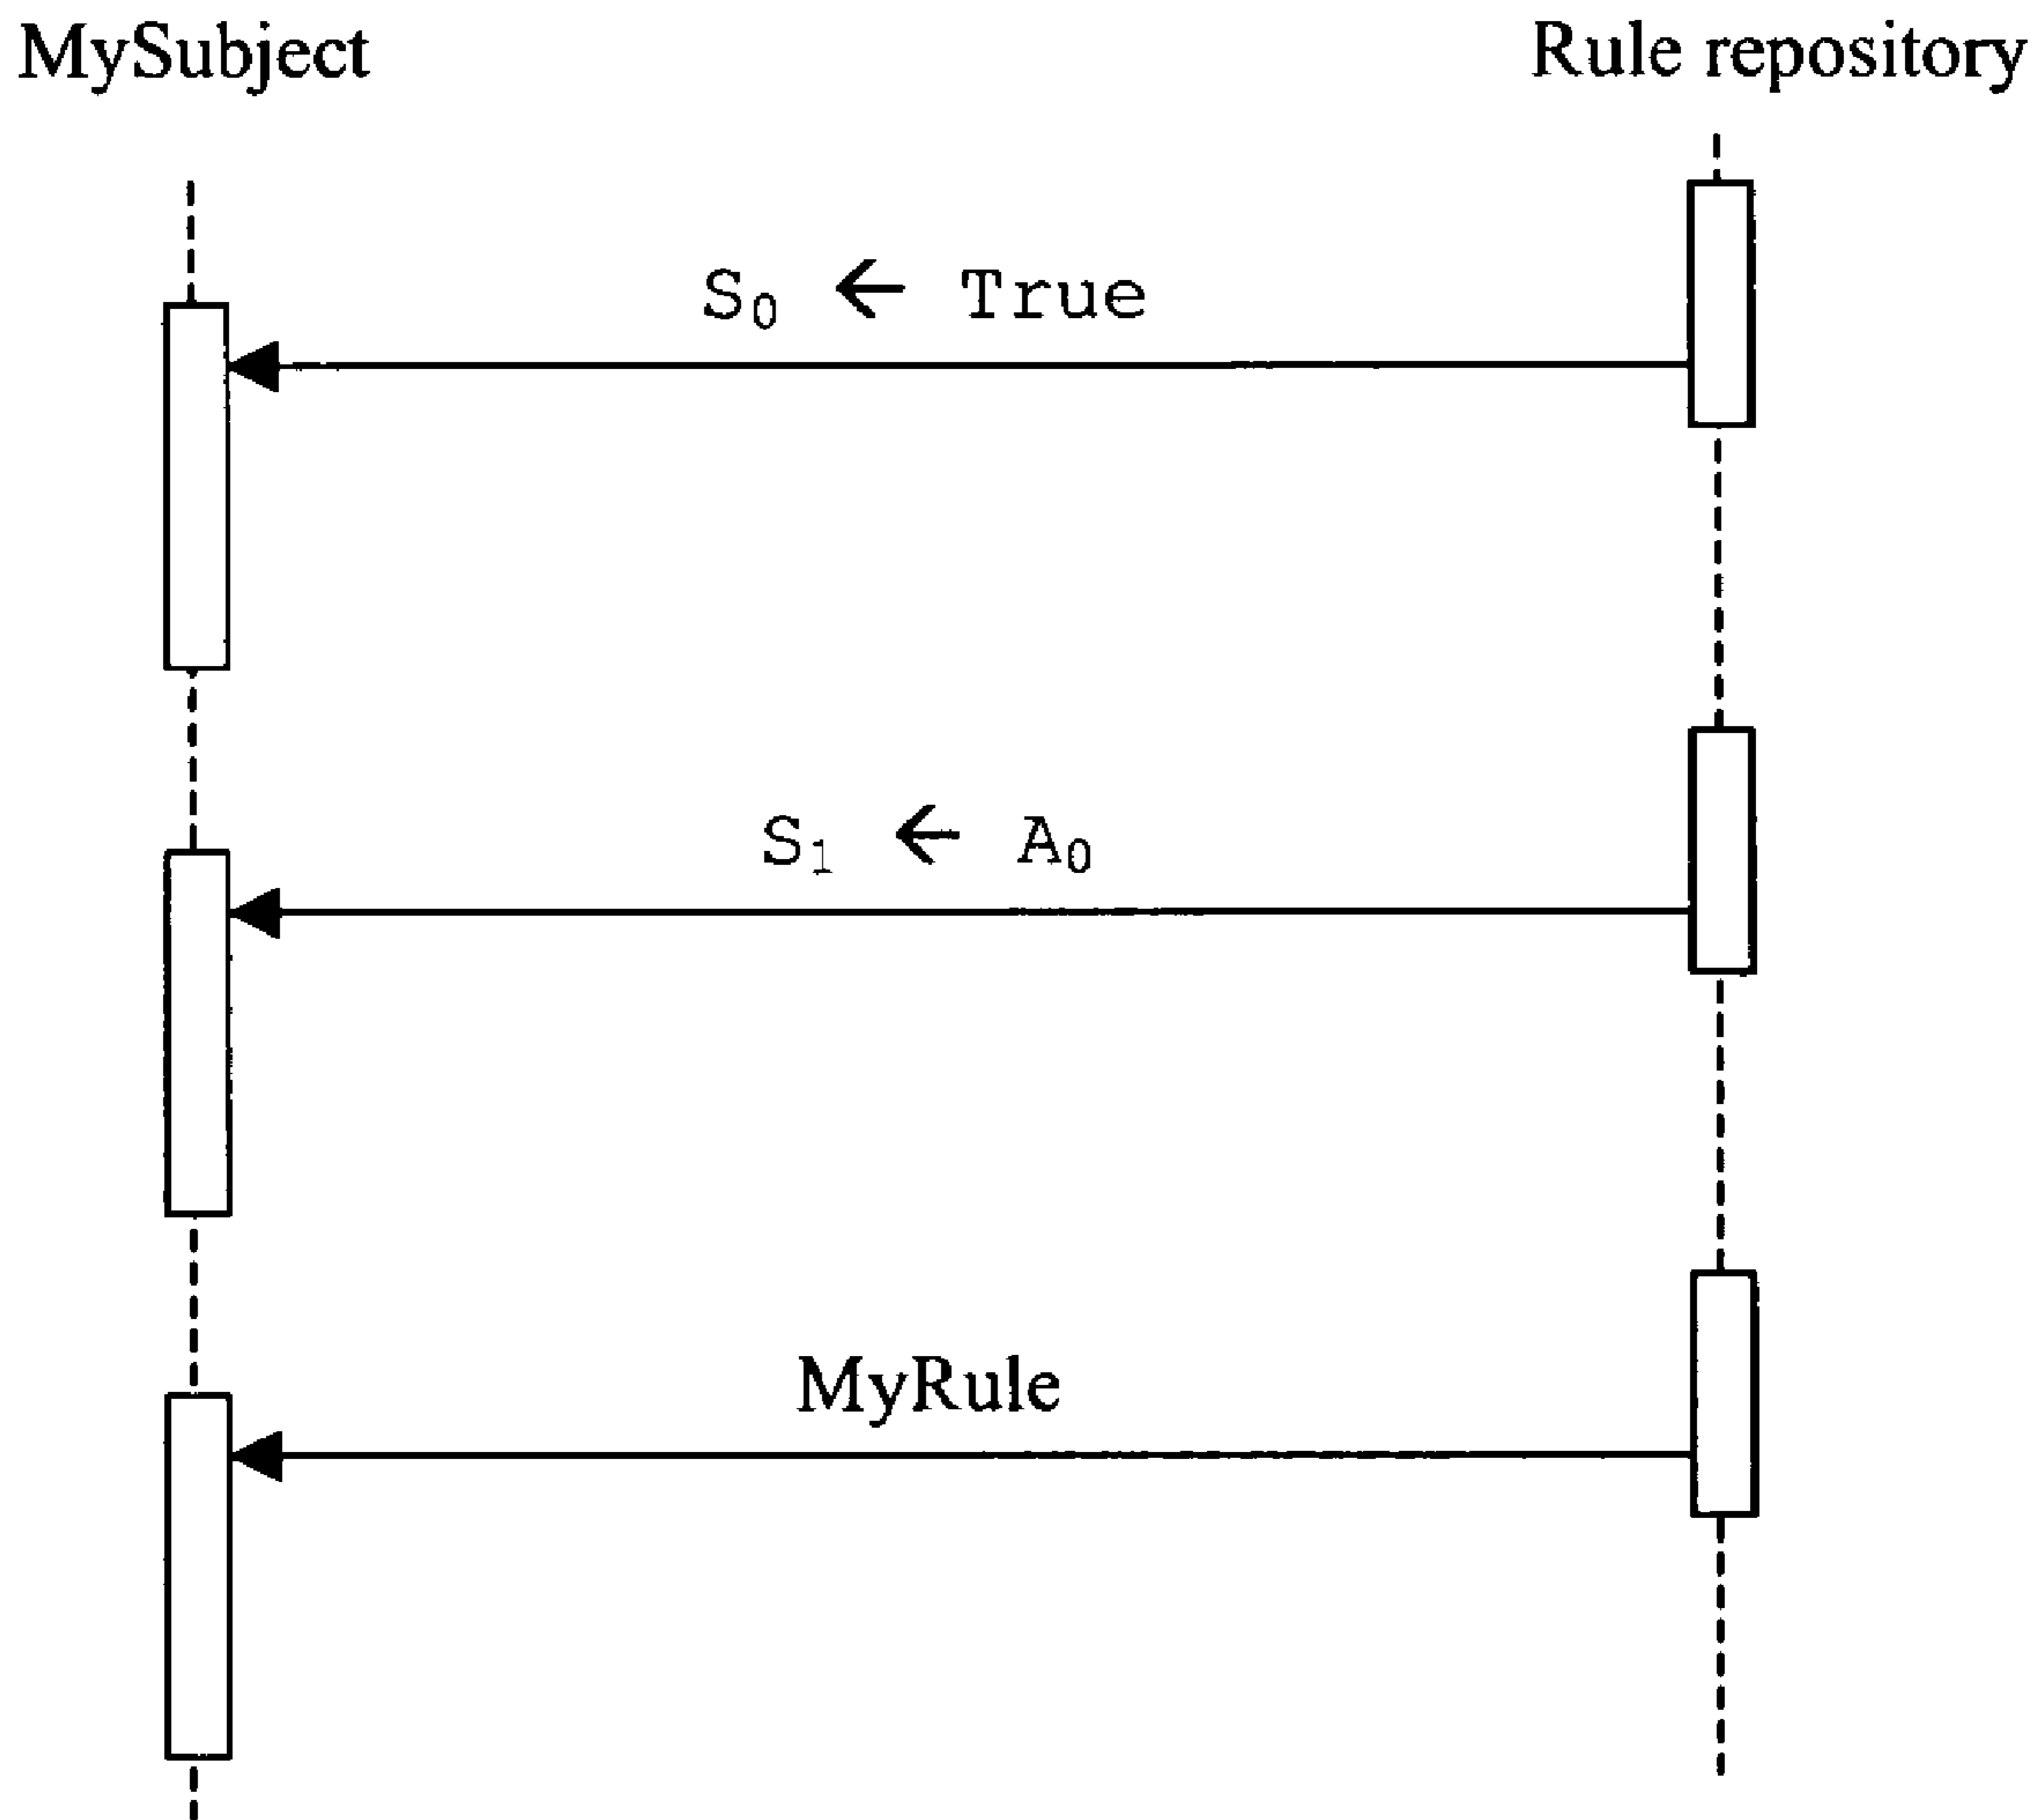 MySubject Rule repository
S₀ ← True
S₁ ← A₀
MyRule